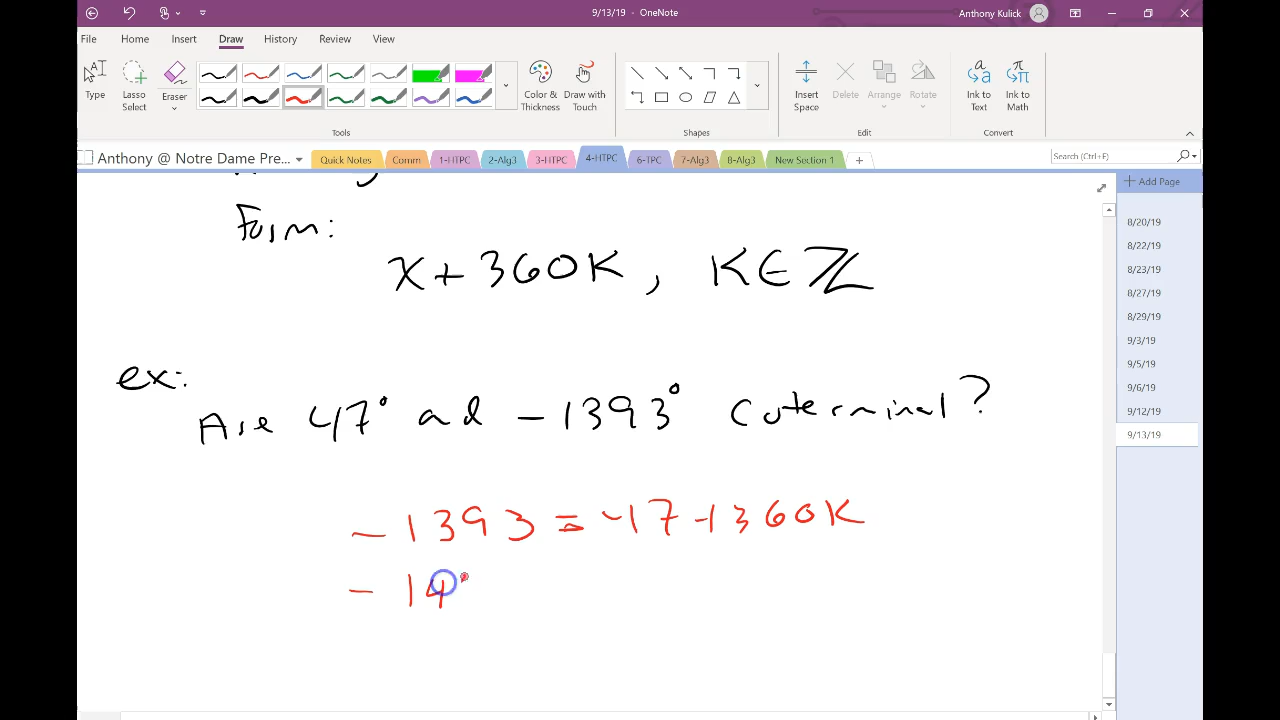 9/13/19 - OneNote
Anthony Kulick
File Home Insert Draw History Review View
Type
Lasso Select
Eraser
Color & Thickness
Draw with Touch
Insert Space
Delete
Arrange
Rotate
Ink to Text
Ink to Math
Tools
Shapes
Edit
Convert
Anthony @ Notre Dame Pre...
Quick Notes Comm 1-HTPC 2-Alg3 3-HTPC 4-HTPC 6-TPC 7-Alg3 8-Alg3 New Section 1 +
Search (Ctrl+F)
+ Add Page
8/20/19
8/22/19
8/23/19
8/27/19
8/29/19
9/3/19
9/5/19
9/6/19
9/12/19
9/13/19
Form:
x + 360K, K∈ℤ
ex:
Are 47° ad -1393° Coterminal?
-1393 = 47+360K
-14